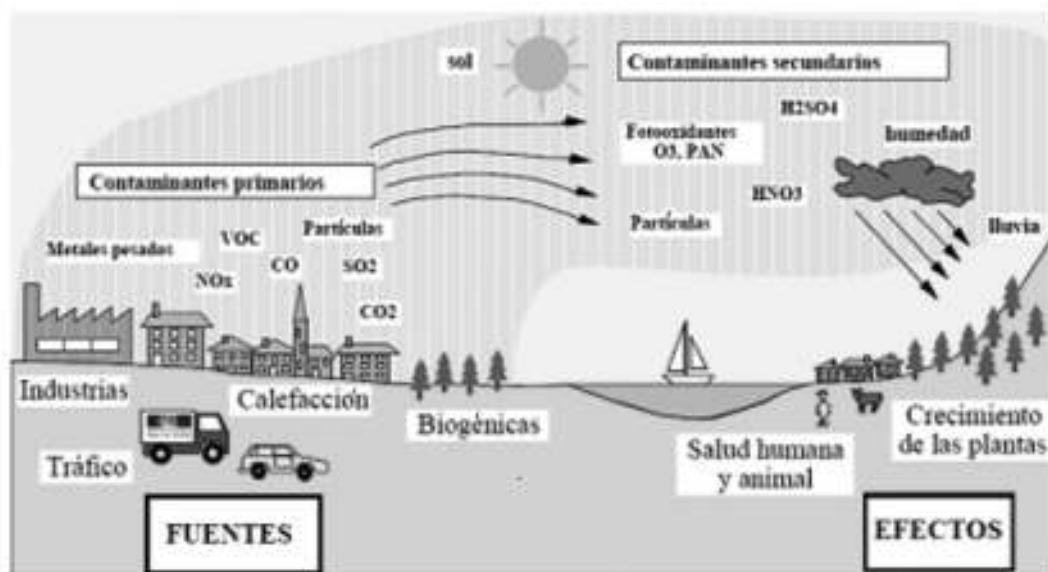 sol
Contaminantes secundarios
H2SO4
Fotooxidantes
O3, PAN
humedad
Contaminantes primarios
HNO3
Partículas
Partículas
lluvia
VOC
Metales pesados
CO
SO2
NOx
CO2
Industrias
Calefacción
Biogénicas
Crecimiento
de las plantas
Salud humana
y animal
Tráfico
FUENTES
EFECTOS